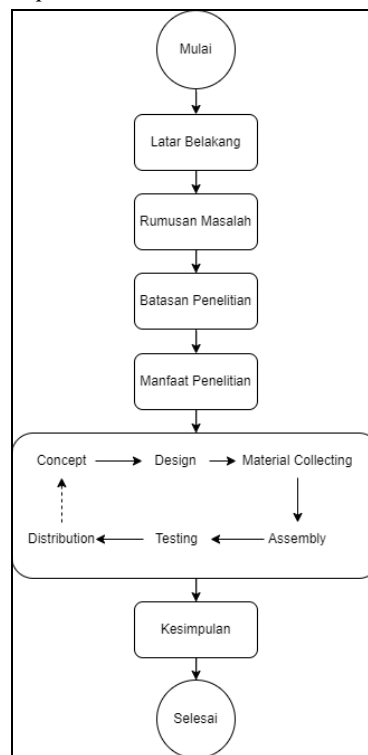 Mulai
Latar Belakang
Rumusan Masalah
Batasan Penelitian
Manfaat Penelitian
Concept Design Material Collecting
Distribution Testing Assembly
Kesimpulan
Selesai